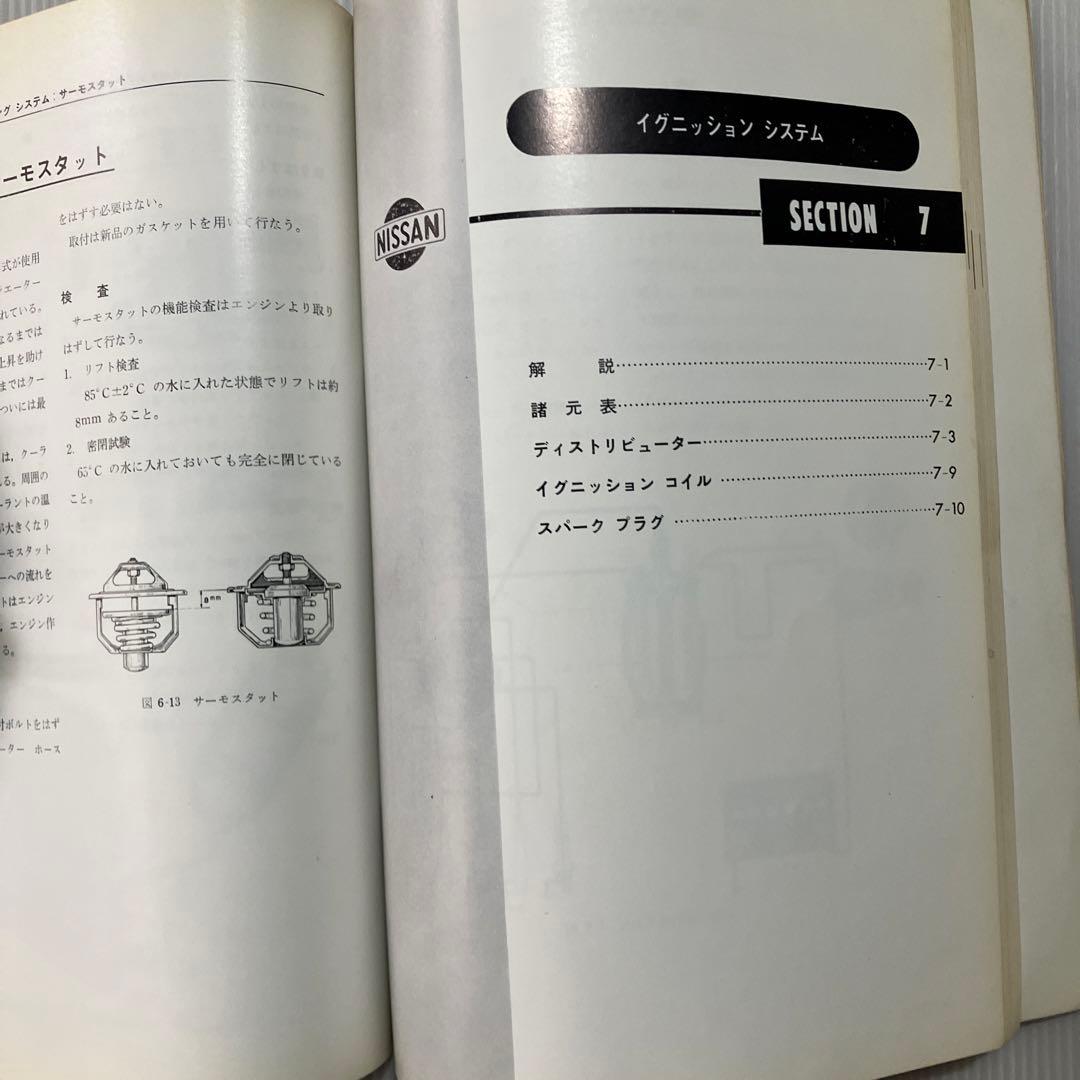 グ システム：サーモスタット
ーモスタット
式が使用
エーター
れている。
なるまでは
上昇を助け
まではクー
ついには最
は，クーラ
る。周囲の
ーラントの温
が大きくなり
ーモスタット
ーへの流れを
トはエンジン
，エンジン作
る。
付ボルトをはず
ーター ホース
をはずす必要はない。
取付は新品のガスケットを用いて行なう。
検 査
サーモスタットの機能検査はエンジンより取り
はずして行なう。
1. リフト検査
85°C±2°C の水に入れた状態でリフトは約
8mm あること。
2. 密閉試験
65°C の水に入れておいても完全に閉じている
こと。
8mm
図 6-13 サーモスタット
イグニッション システム
NISSAN
SECTION 7
解 説……7-1
諸 元 表……7-2
ディストリビューター……7-3
イグニッション コイル……7-9
スパーク プラグ……7-10